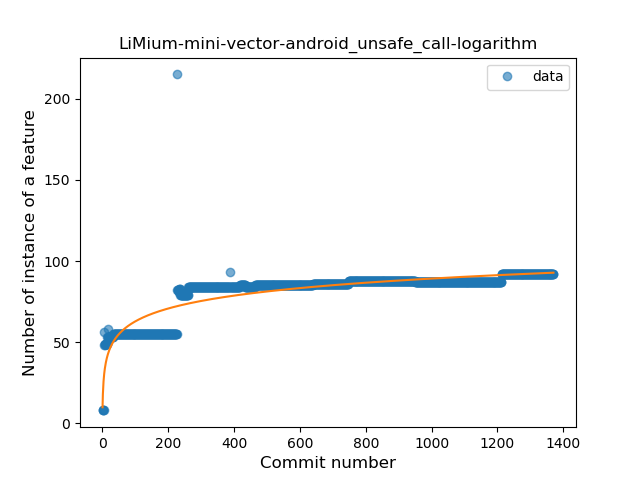 LiMium-mini-vector-android_unsafe_call-logarithm
data
Number of instance of a feature
200
150
100
50
0
0 200 400 600 800 1000 1200 1400
Commit number